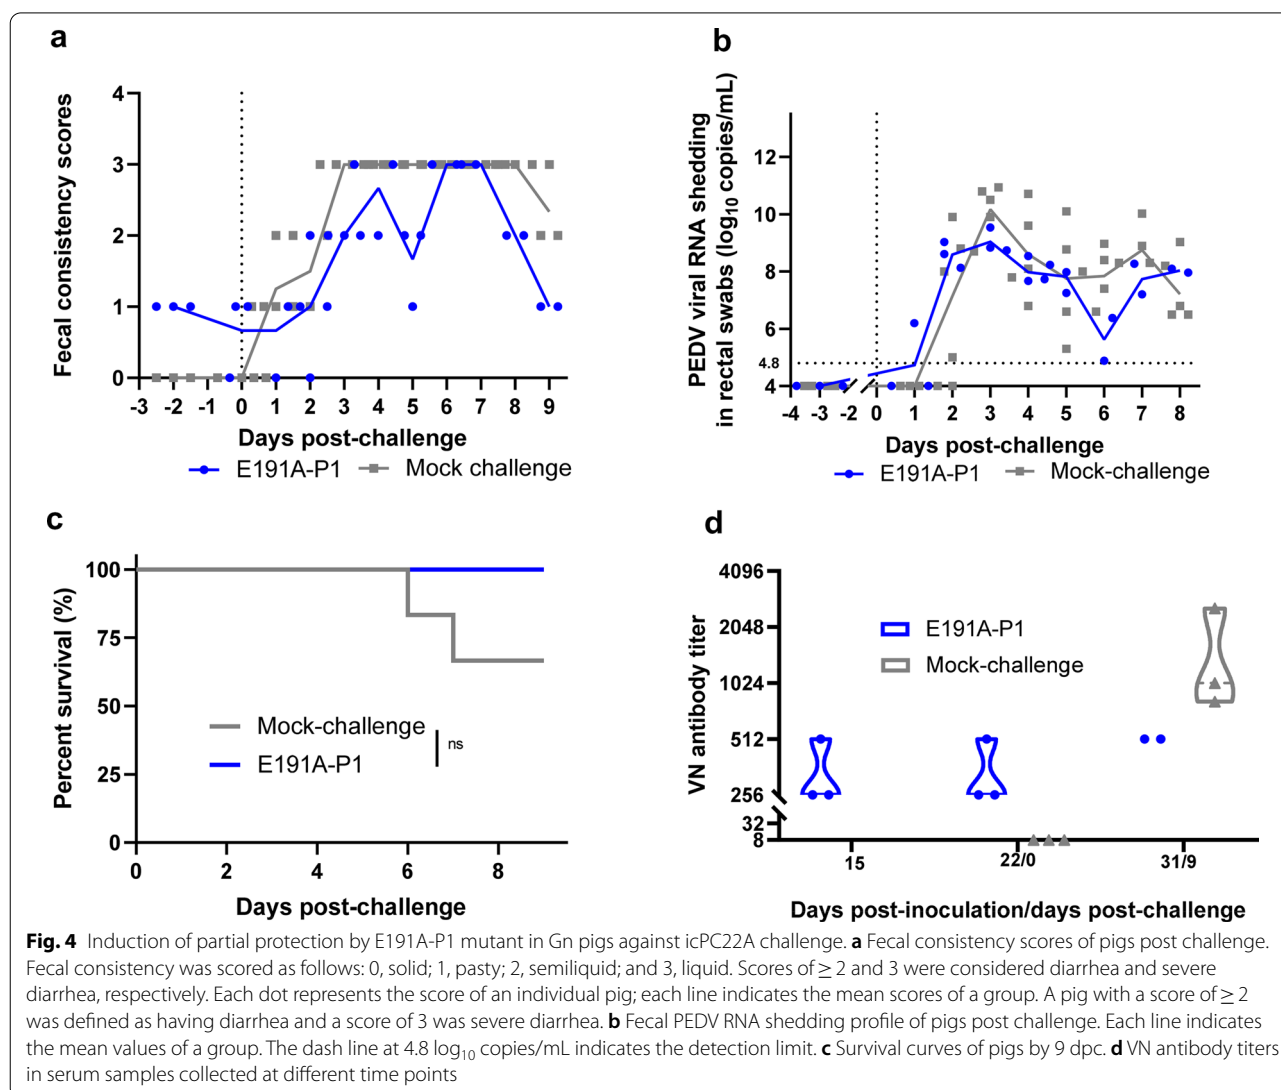 a
Fecal consistency scores
4
3
2
1
0
-3 -2 -1 0 1 2 3 4 5 6 7 8 9
Days post-challenge
E191A-P1 Mock challenge
b
PEDV viral RNA shedding
in rectal swabs (log10 copies/mL)
12
10
8
6
4.8
4
-4 -3 -2 0 1 2 3 4 5 6 7 8
Days post-challenge
E191A-P1 Mock-challenge
c
Percent survival (%)
100
75
50
25
0
Mock-challenge
E191A-P1
ns
0 2 4 6 8
Days post-challenge
d
VN antibody titer
4096
2048
1024
512
256
32
8
E191A-P1
Mock-challenge
15 22/0 31/9
Days post-inoculation/days post-challenge
Fig. 4 Induction of partial protection by E191A-P1 mutant in Gn pigs against icPC22A challenge. a Fecal consistency scores of pigs post challenge.
Fecal consistency was scored as follows: 0, solid; 1, pasty; 2, semiliquid; and 3, liquid. Scores of ≥ 2 and 3 were considered diarrhea and severe
diarrhea, respectively. Each dot represents the score of an individual pig; each line indicates the mean scores of a group. A pig with a score of ≥ 2
was defined as having diarrhea and a score of 3 was severe diarrhea. b Fecal PEDV RNA shedding profile of pigs post challenge. Each line indicates
the mean values of a group. The dash line at 4.8 log10 copies/mL indicates the detection limit. c Survival curves of pigs by 9 dpc. d VN antibody titers
in serum samples collected at different time points